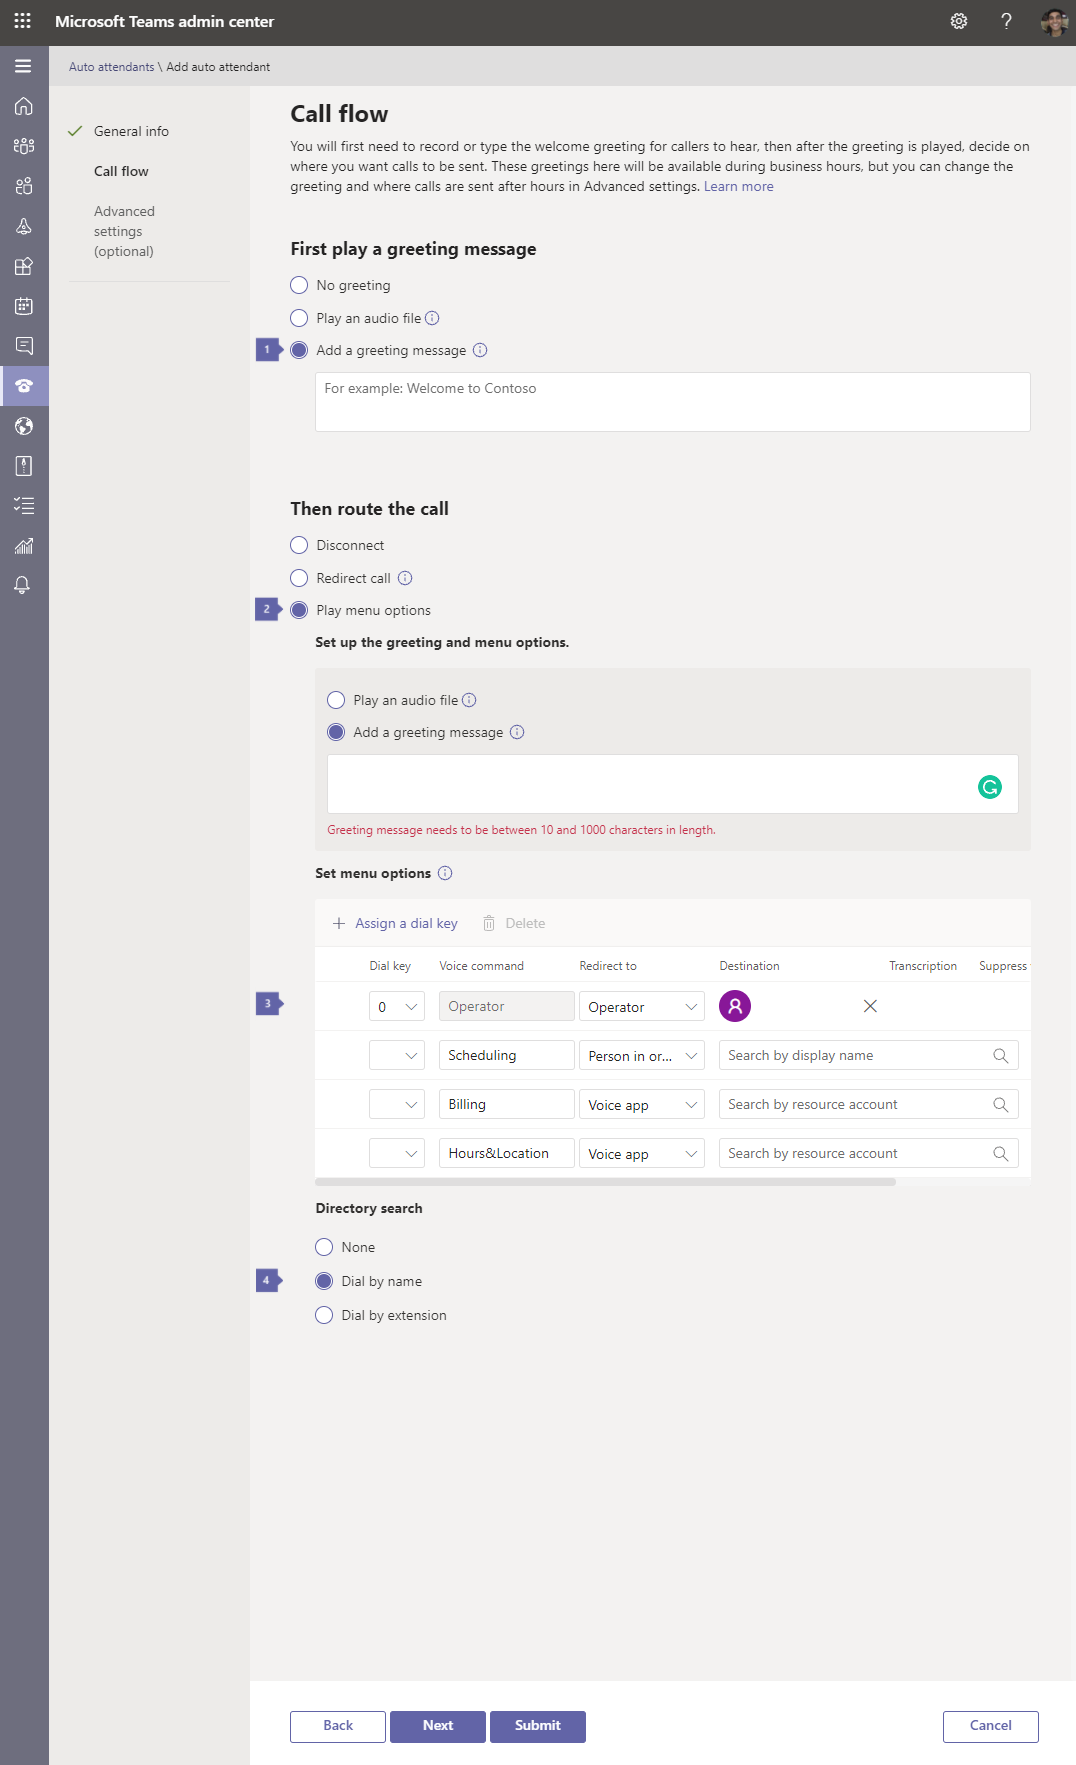 Microsoft Teams admin center
?
Auto attendants \ Add auto attendant
General info
Call flow
Advanced
settings
(optional)
Call flow
You will first need to record or type the welcome greeting for callers to hear, then after the greeting is played, decide on
where you want calls to be sent. These greetings here will be available during business hours, but you can change the
greeting and where calls are sent after hours in Advanced settings. Learn more
First play a greeting message
No greeting
Play an audio file
1
Add a greeting message
For example: Welcome to Contoso
Then route the call
Disconnect
Redirect call
2
Play menu options
Set up the greeting and menu options.
Play an audio file
Add a greeting message
Greeting message needs to be between 10 and 1000 characters in length.
Set menu options
+ Assign a dial key Delete
Dial key Voice command Redirect to Destination Transcription Suppress
3
0 Operator Operator
Scheduling Person in or... Search by display name
Billing Voice app Search by resource account
Hours&Location Voice app Search by resource account
Directory search
None
4
Dial by name
Dial by extension
Back Next Submit Cancel